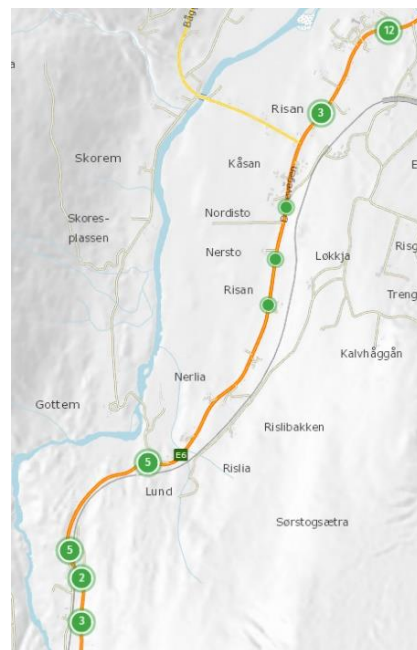 12
Risan
3
Skorem
Kåsan
Skores-
plassen
Nordisto
Nersto
Løkkja
Risan
Kalvhåggån
Nerlia
Gottem
Rislibakken
E6
5
Rislia
Lund
Sørstogsætra
5
2
3